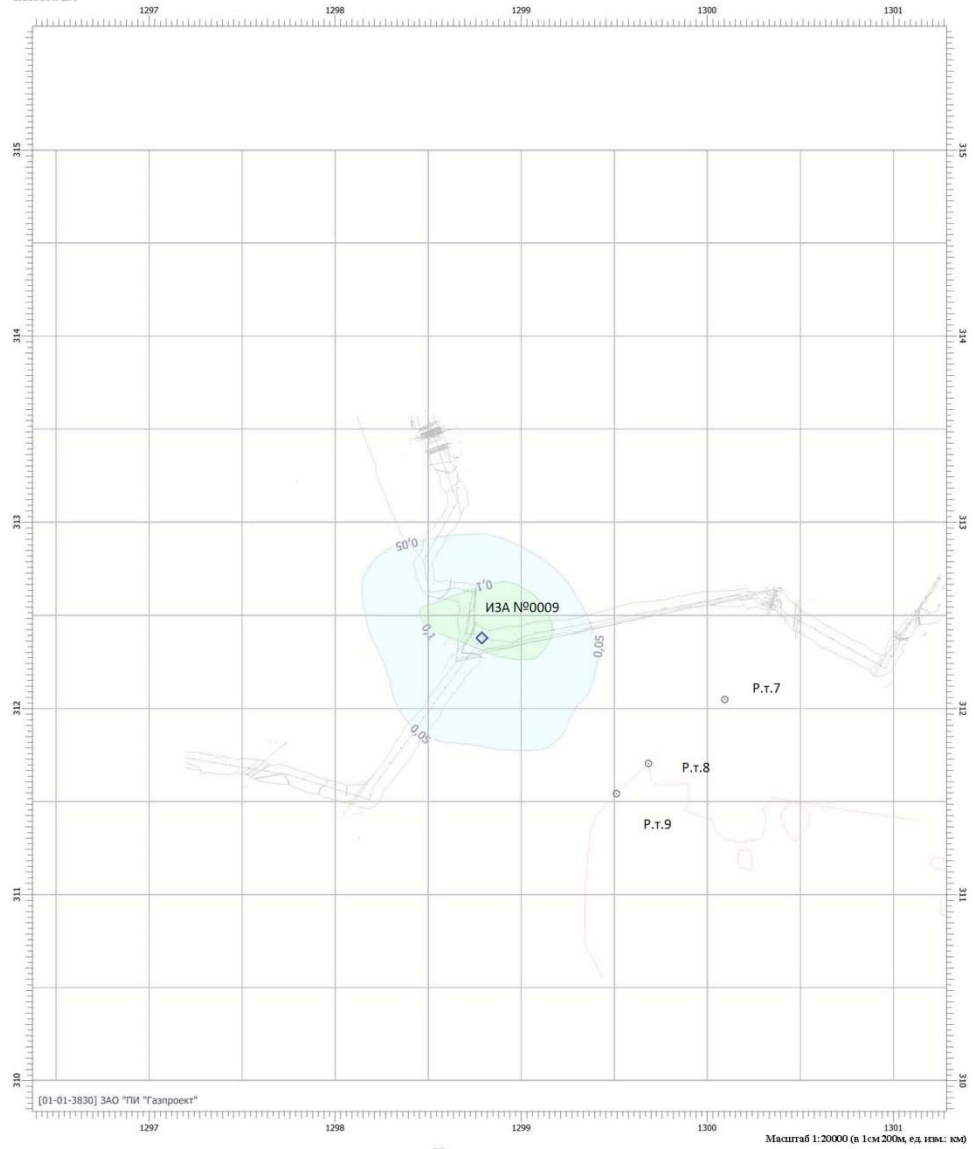 1297 1298 1299 1300 1301
315 315
314 314
313 313
0,05
0,1
ИЗА №0009
0,1
0,05
Р.т.7
312 312
0,05
Р.т.8
Р.т.9
311 311
310 310
[01-01-3830] ЗАО "ПИ "Газпроект"
1297 1298 1299 1300 1301
Масштаб 1:20000 (в 1см 200м, ед. изм.: км)